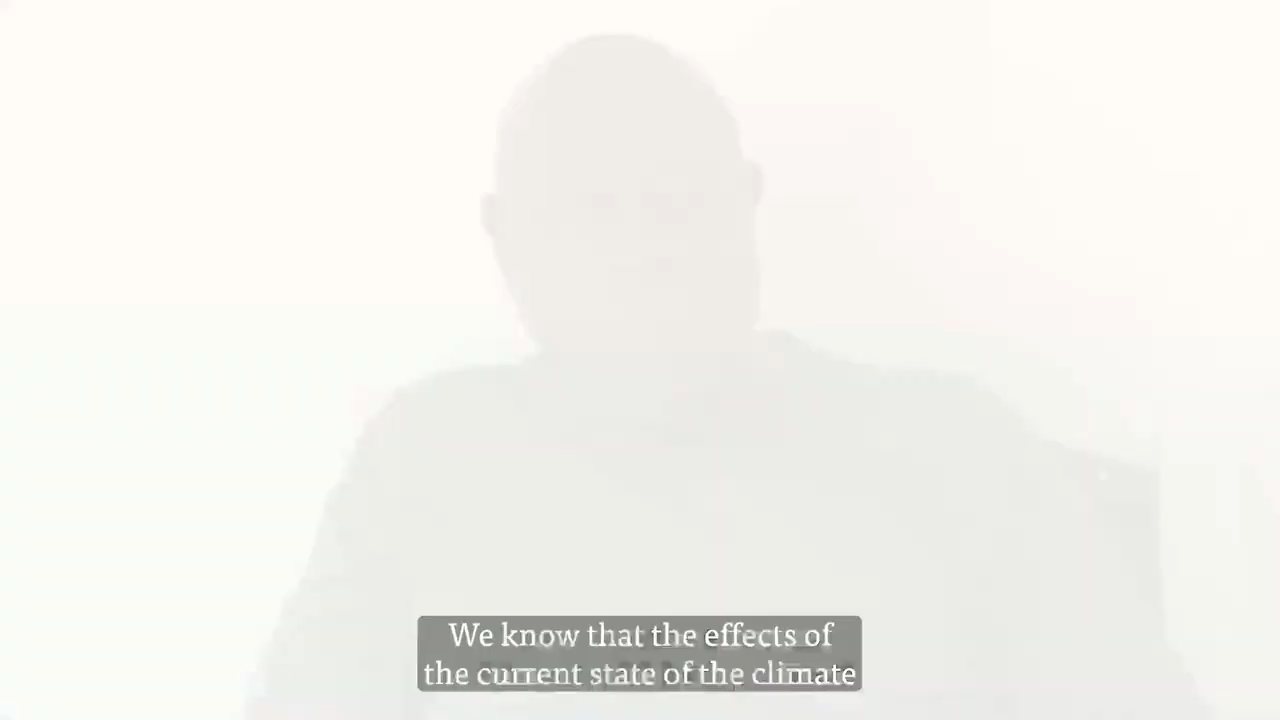 We know that the effects of
the current state of the climate